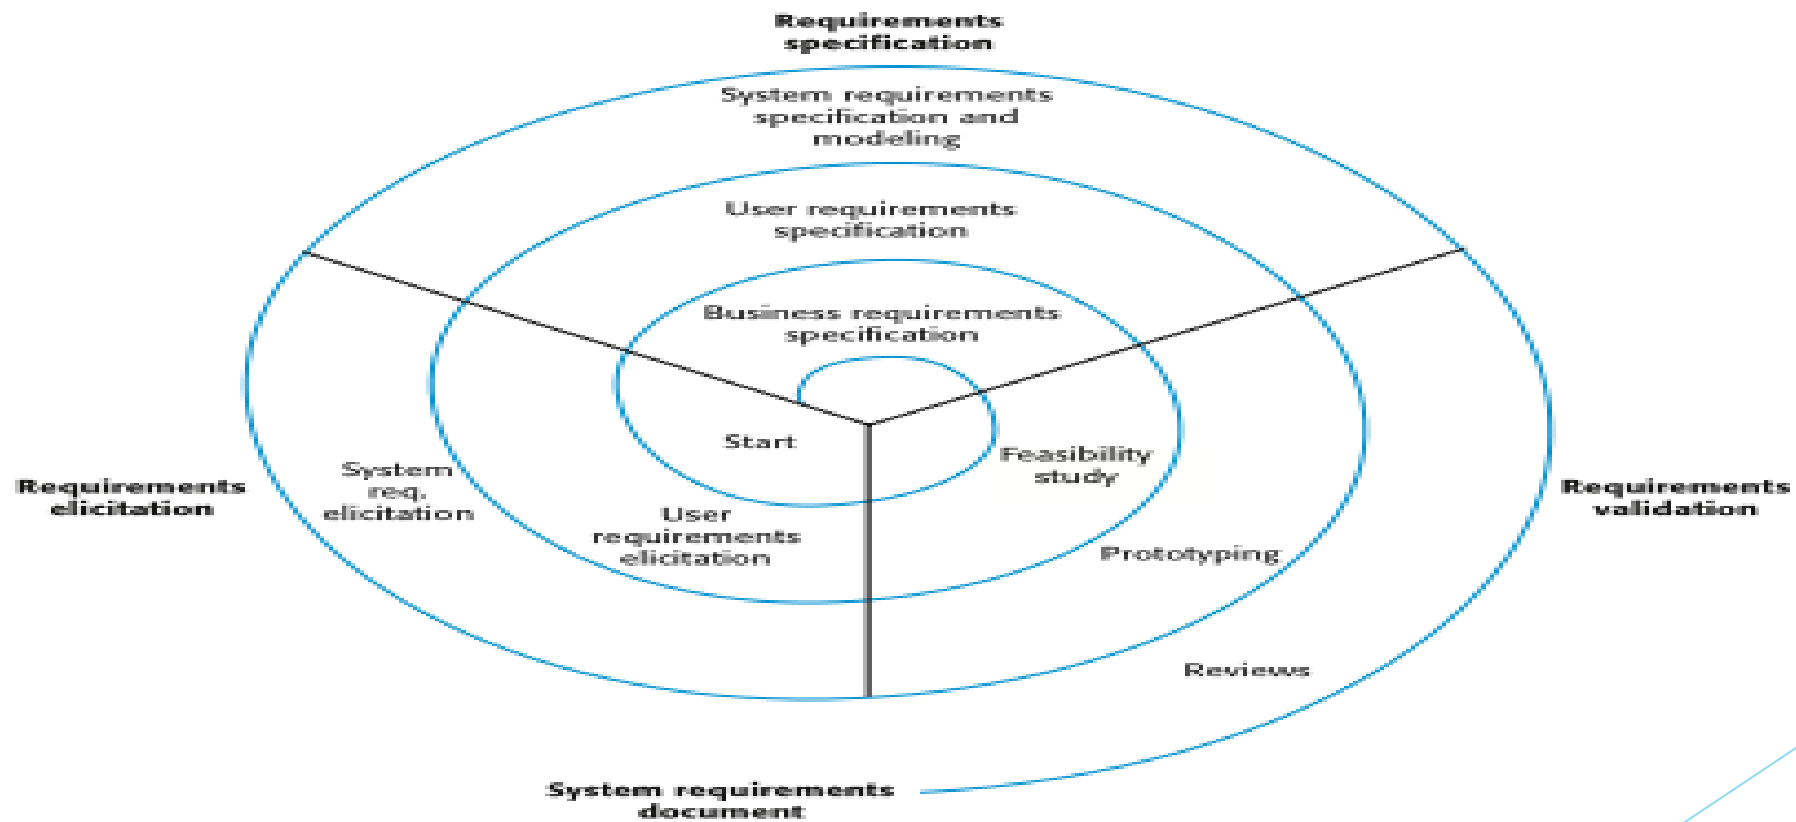 Requirements
specification
System requirements
specification and
modeling
User requirements
specification
Business requirements
specification
Start
Feasibility
study
System
req.
elicitation
Requirements
elicitation
Requirements
validation
User
requirements
elicitation
Prototyping
Reviews
System requirements
document